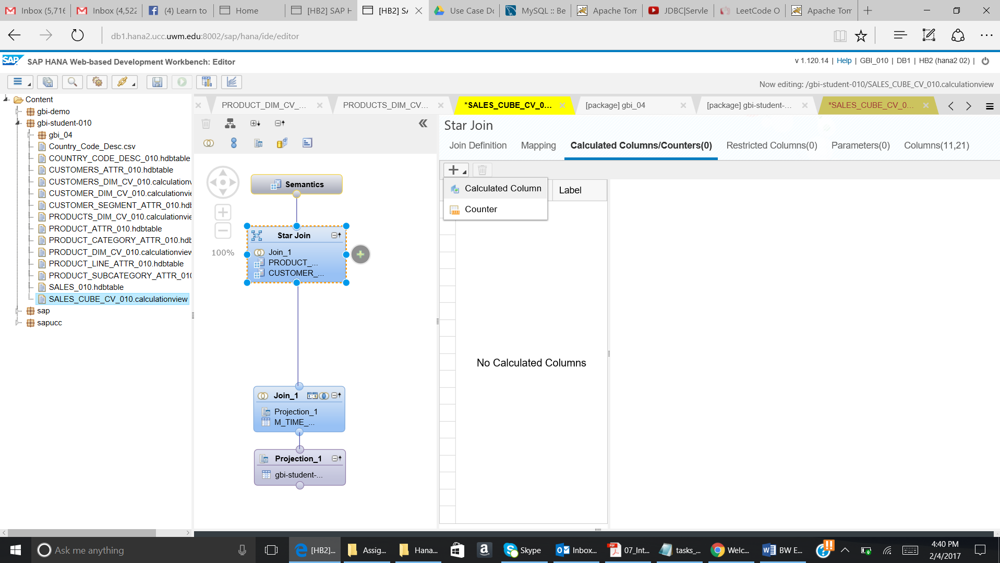 Inbox (5,716
Inbox (4,522
(4) Learn to
Home
[HB2] SAP H
[HB2] SA
Use Case Do
MySQL :: Be
Apache Tom
JDBC|Servle
LeetCode O
Apache Tom
db1.hana2.ucc.uwm.edu:8002/sap/hana/ide/editor
SAP SAP HANA Web-based Development Workbench: Editor
v 1.120.14 | Help | GBI_010 | DB1 | HB2 (hana2 02) |
Now editing: /gbi-student-010/SALES_CUBE_CV_010.calculationview
Content
gbi-demo
gbi-student-010
gbi_04
Country_Code_Desc.csv
COUNTRY_CODE_DESC_010.hdbtable
CUSTOMERS_ATTR_010.hdbtable
CUSTOMERS_DIM_CV_010.calculationv
CUSTOMER_DIM_CV_010.calculationvie
CUSTOMER_SEGMENT_ATTR_010.hdb
PRODUCTS_DIM_CV_010.calculationvie
PRODUCT_ATTR_010.hdbtable
PRODUCT_CATEGORY_ATTR_010.hdb
PRODUCT_DIM_CV_010.calculationview
PRODUCT_LINE_ATTR_010.hdbtable
PRODUCT_SUBCATEGORY_ATTR_010
SALES_010.hdbtable
SALES_CUBE_CV_010.calculationview
sap
sapucc
PRODUCT_DIM_CV_...
PRODUCTS_DIM_CV...
*SALES_CUBE_CV_0...
[package] gbi_04
[package] gbi-student-...
*SALES_CUBE_CV_0...
100%
Semantics
Star Join
Join_1
PRODUCT_...
CUSTOMER_...
Join_1
Projection_1
M_TIME_...
Projection_1
gbi-student-...
Star Join
Join Definition
Mapping
Calculated Columns/Counters(0)
Restricted Columns(0)
Parameters(0)
Columns(11,21)
Calculated Column
Counter
Label
No Calculated Columns
Ask me anything
[HB2]...
Assig...
Hana...
Skype
Inbox...
07_Int...
tasks_...
Welc...
BW E...
4:40 PM
2/4/2017